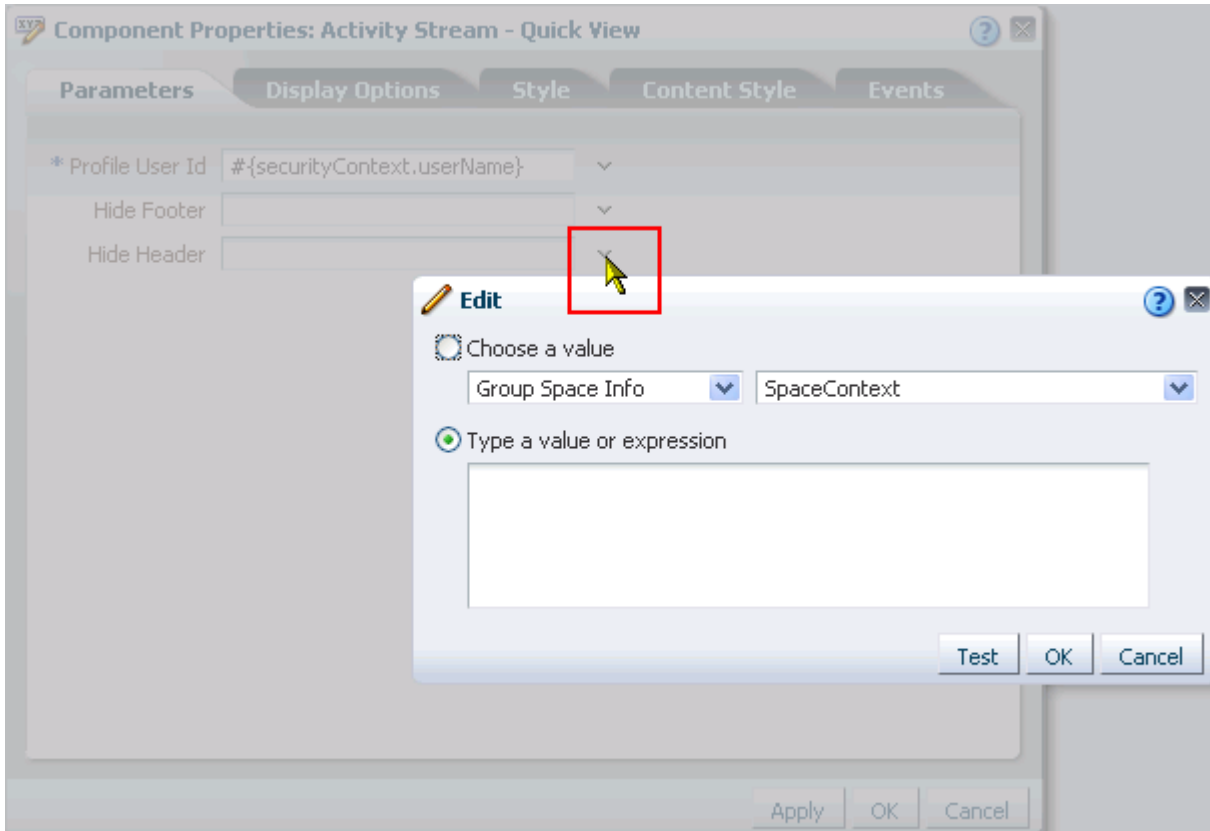 Component Properties: Activity Stream - Quick View
Parameters Display Options Style Content Style Events
* Profile User Id #{securityContext.userName}
Hide Footer
Hide Header
Edit
Choose a value
Group Space Info SpaceContext
Type a value or expression
Test OK Cancel
Apply OK Cancel